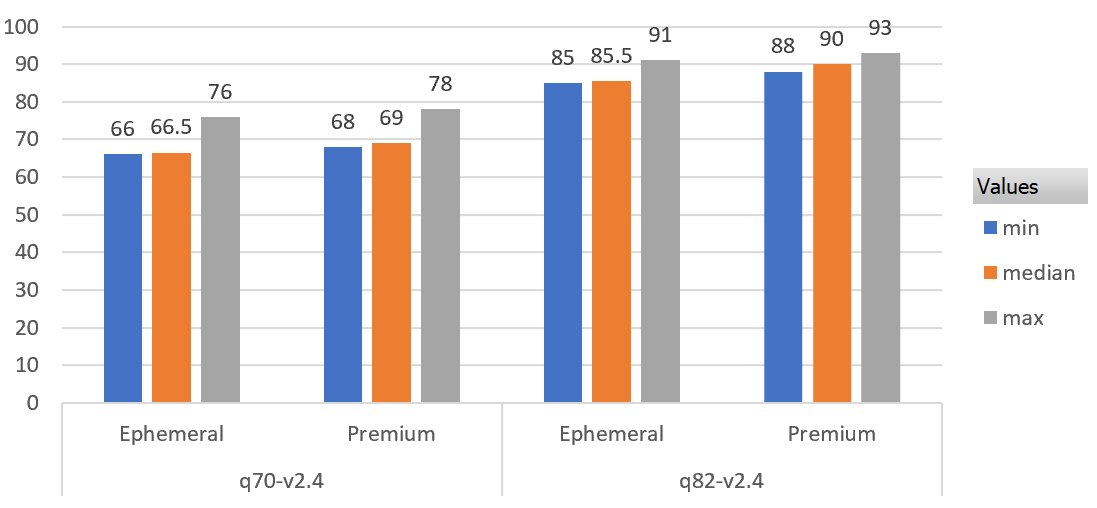 100
90
80
70
60
50
40
30
20
10
0
66 66.5 76 68 69 78 85 85.5 91 88 90 93
Ephemeral Premium Ephemeral Premium
q70-v2.4 q82-v2.4
Values
min
median
max